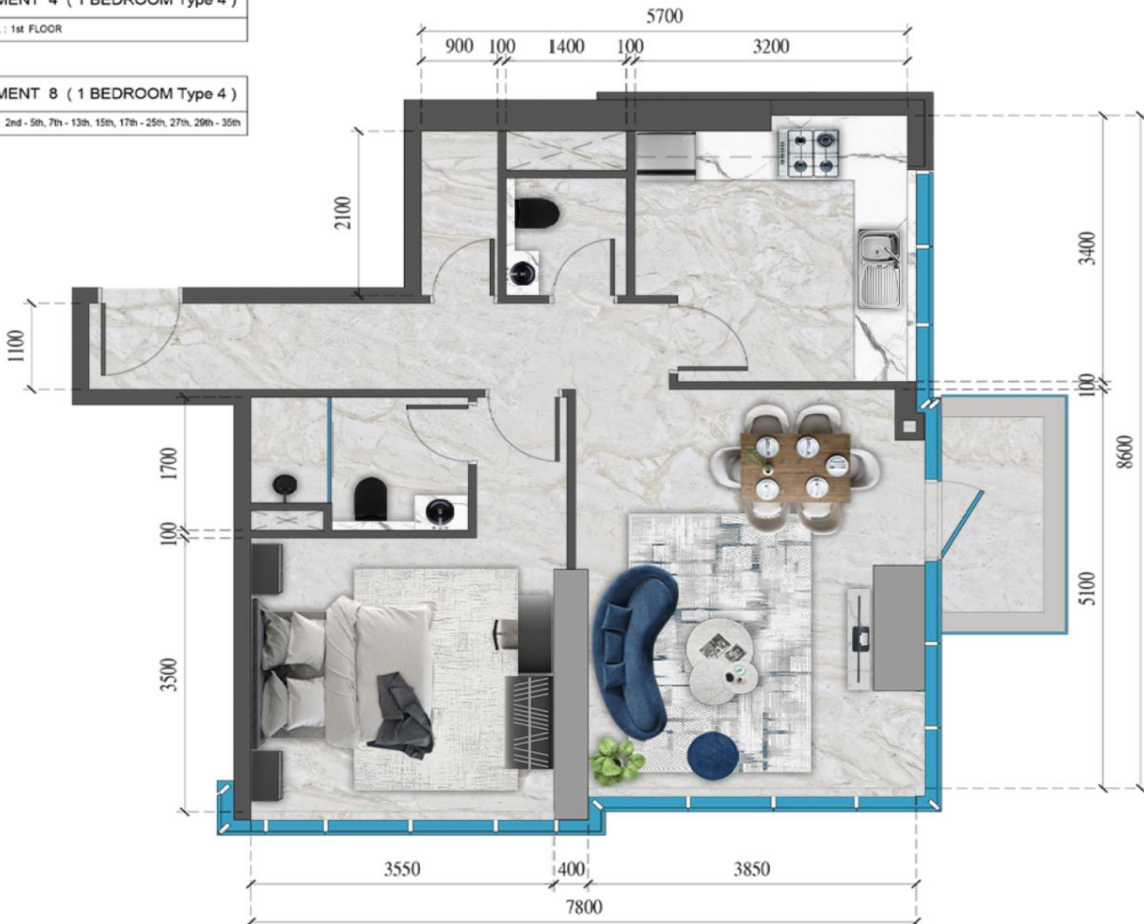 MENT 4 ( 1 BEDROOM Type 4 )
: 1st FLOOR
MENT 8 ( 1 BEDROOM Type 4 )
2nd - 5th, 7th - 13th, 15th, 17th - 25th, 27th, 29th - 35th
5700
900 100 1400 100 3200
2100
3400
1100
100
8600
1700
100
5100
3300
3550 400 3850
7800